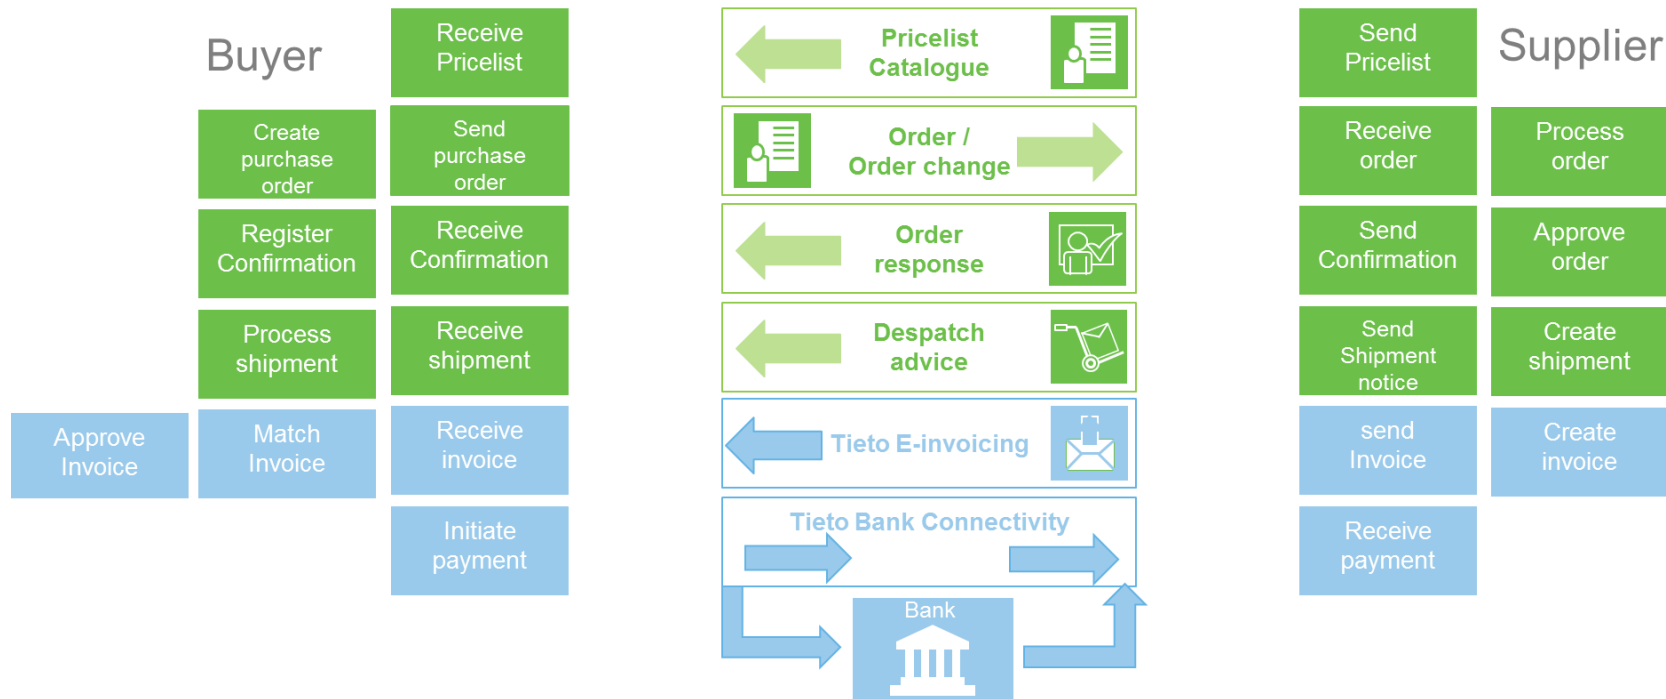 Buyer
Receive
Pricelist
Pricelist
Catalogue
Send
Pricelist
Supplier
Create
purchase
order
Send
purchase
order
Order /
Order change
Receive
order
Process
order
Register
Confirmation
Receive
Confirmation
Order
response
Send
Confirmation
Approve
order
Process
shipment
Receive
shipment
Despatch
advice
Send
Shipment
notice
Create
shipment
Approve
Invoice
Match
Invoice
Receive
invoice
Tieto E-invoicing
send
Invoice
Create
invoice
Initiate
payment
Tieto Bank Connectivity
Receive
payment
Bank